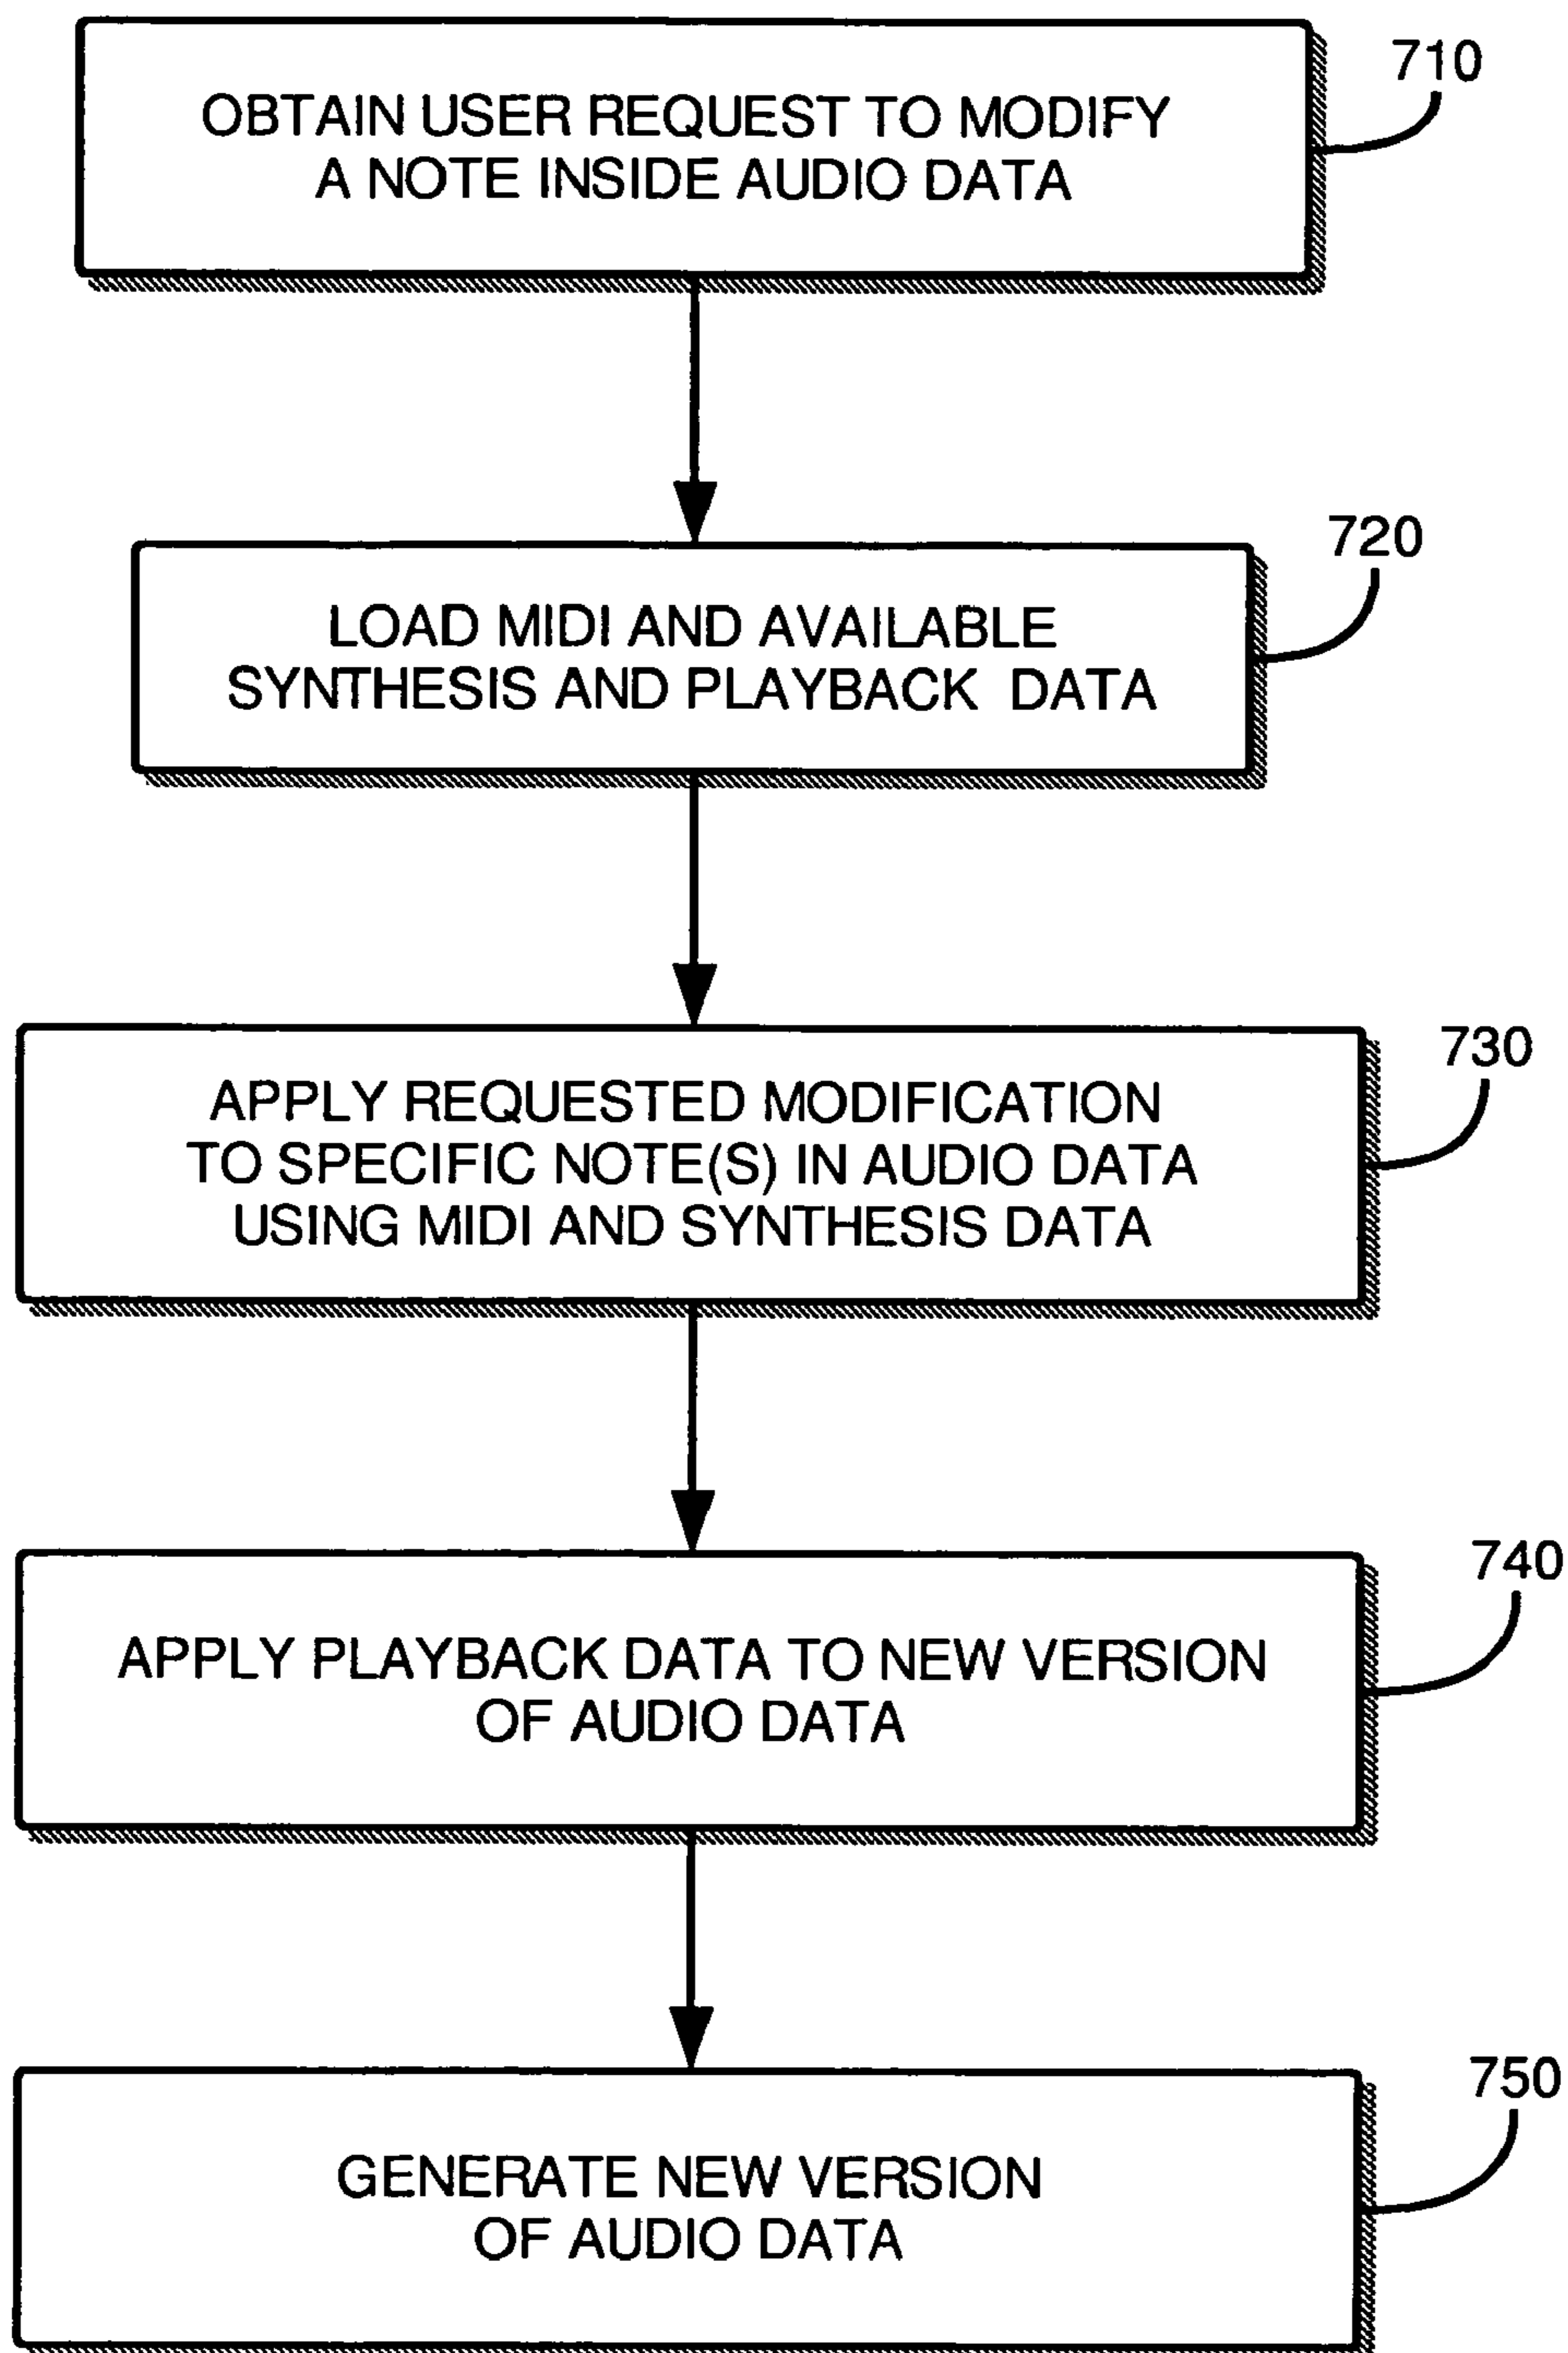 710
OBTAIN USER REQUEST TO MODIFY
A NOTE INSIDE AUDIO DATA
720
LOAD MIDI AND AVAILABLE
SYNTHESIS AND PLAYBACK DATA
730
APPLY REQUESTED MODIFICATION
TO SPECIFIC NOTE(S) IN AUDIO DATA
USING MIDI AND SYNTHESIS DATA
740
APPLY PLAYBACK DATA TO NEW VERSION
OF AUDIO DATA
750
GENERATE NEW VERSION
OF AUDIO DATA